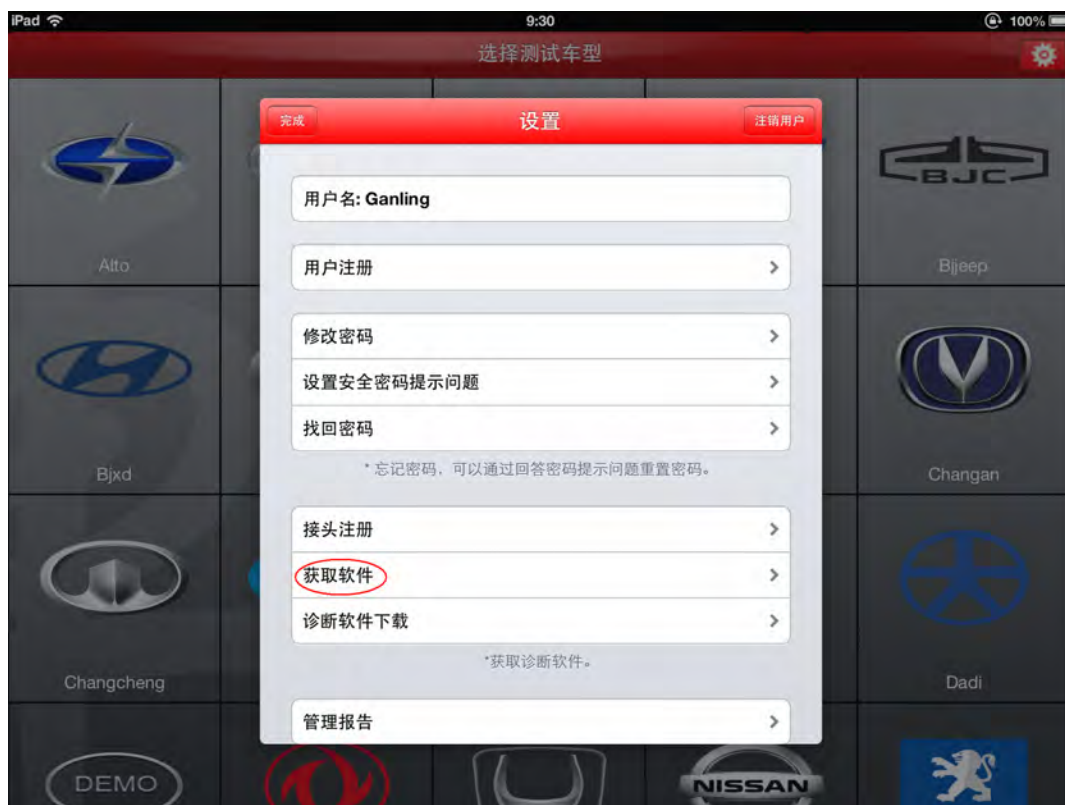 iPad 9:30 100%
选择测试车型
完成 设置 注销用户
用户名: Ganling
用户注册
修改密码
设置安全密码提示问题
找回密码
* 忘记密码，可以通过回答密码提示问题重置密码。
接头注册
获取软件
诊断软件下载
*获取诊断软件。
管理报告
BJC
Alto
Bjjeep
Bjxd
Changan
Changcheng
Dadi
DEMO
NISSAN